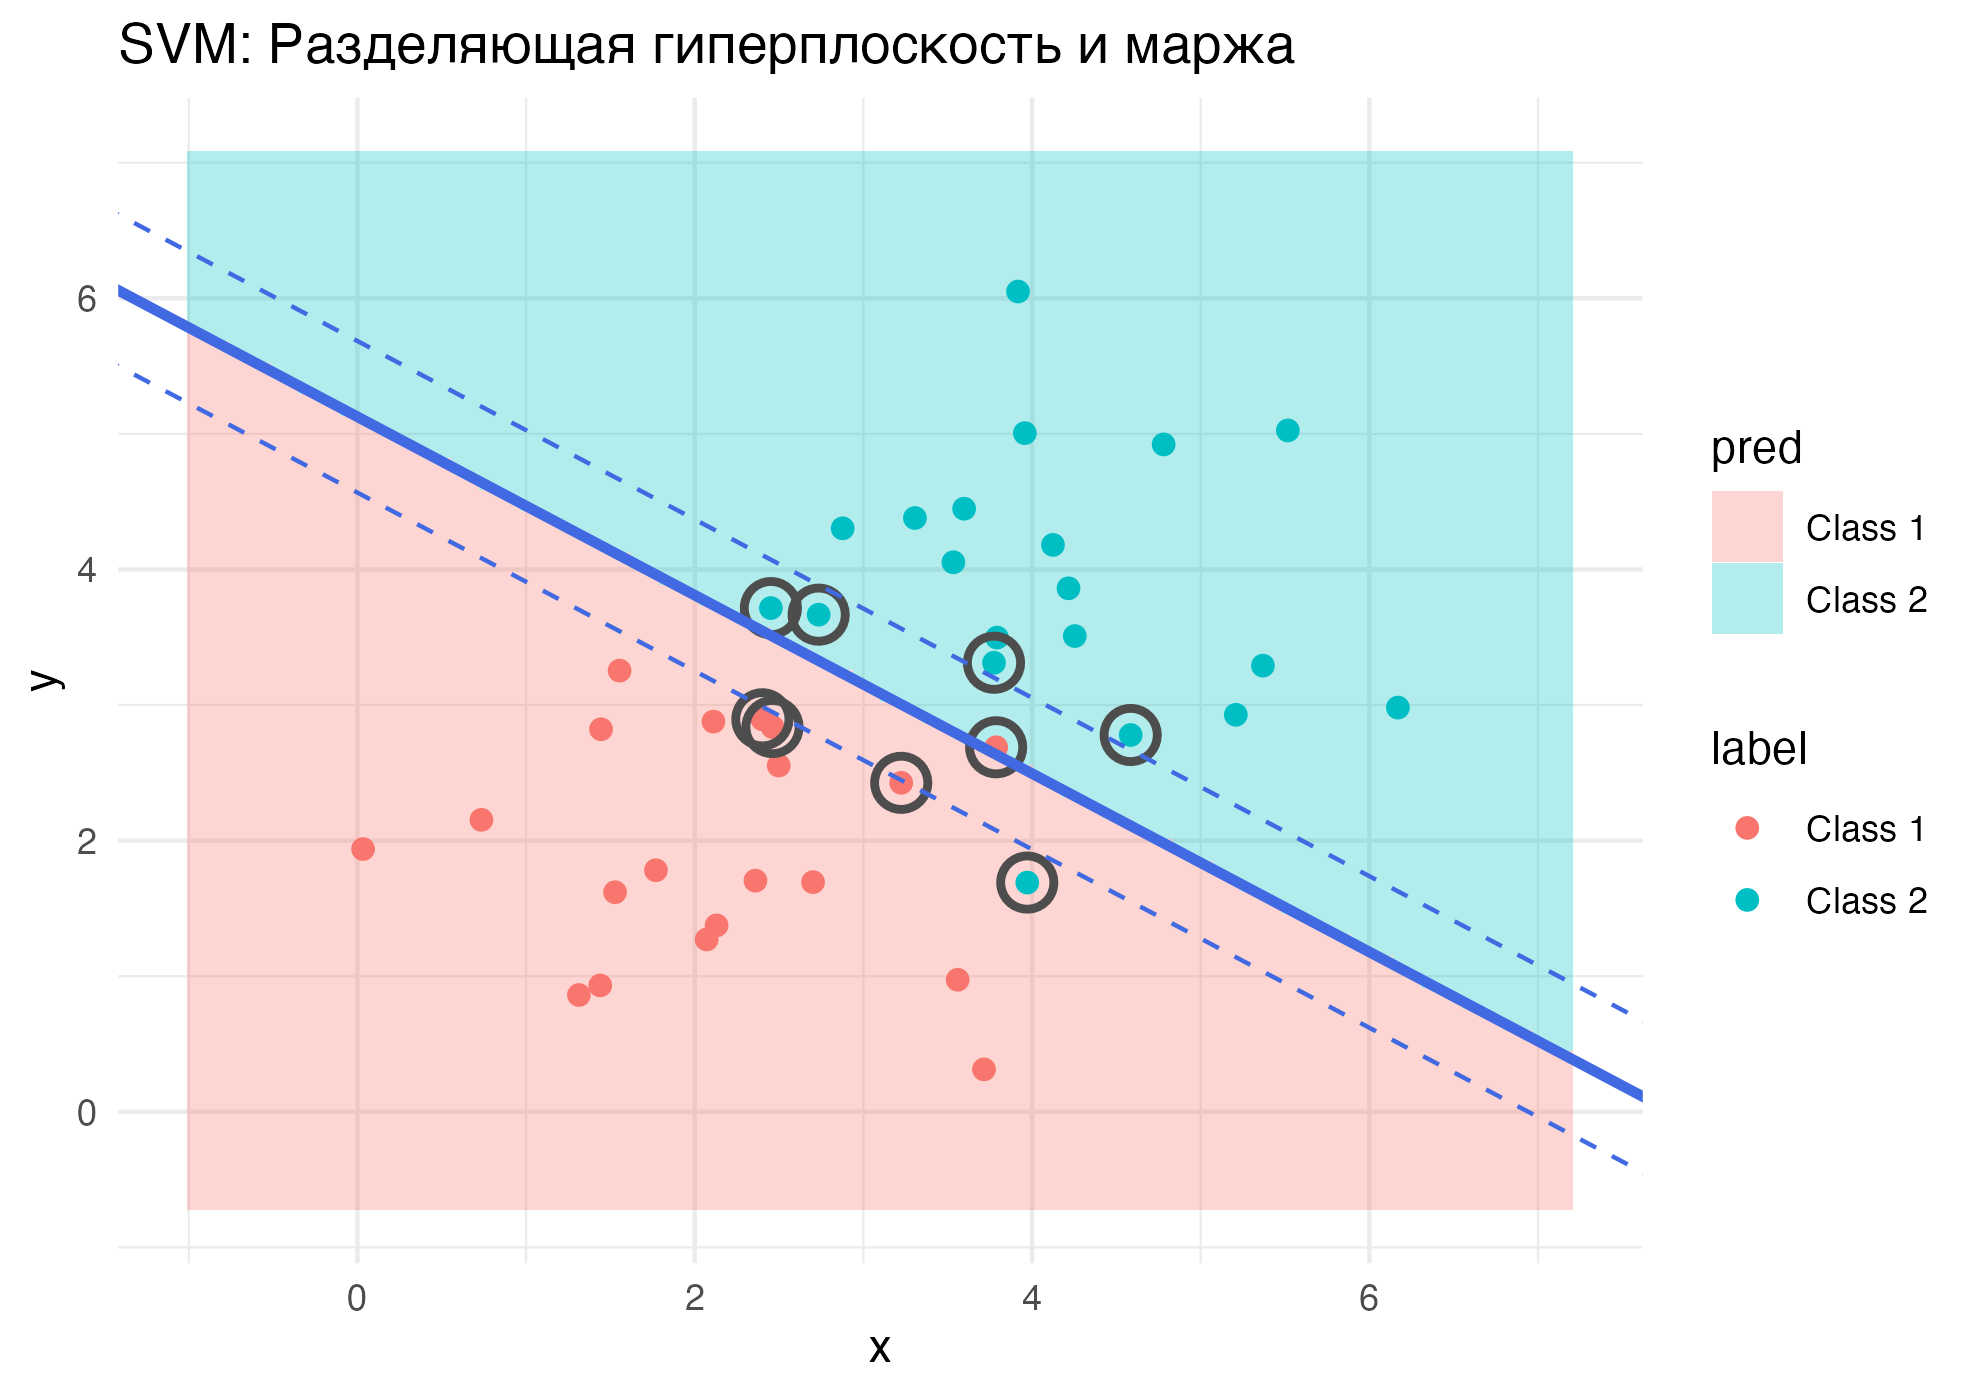 SVM: Разделяющая гиперплоскость и маржа
6
4
2
0
y
0 2 4 6
x
pred
Class 1
Class 2
label
Class 1
Class 2